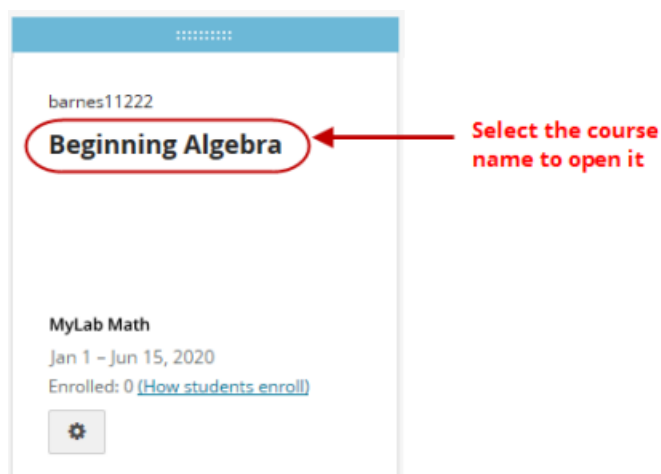 barnes11222
Beginning Algebra
Select the course
name to open it
MyLab Math
Jan 1 – Jun 15, 2020
Enrolled: 0 (How students enroll)